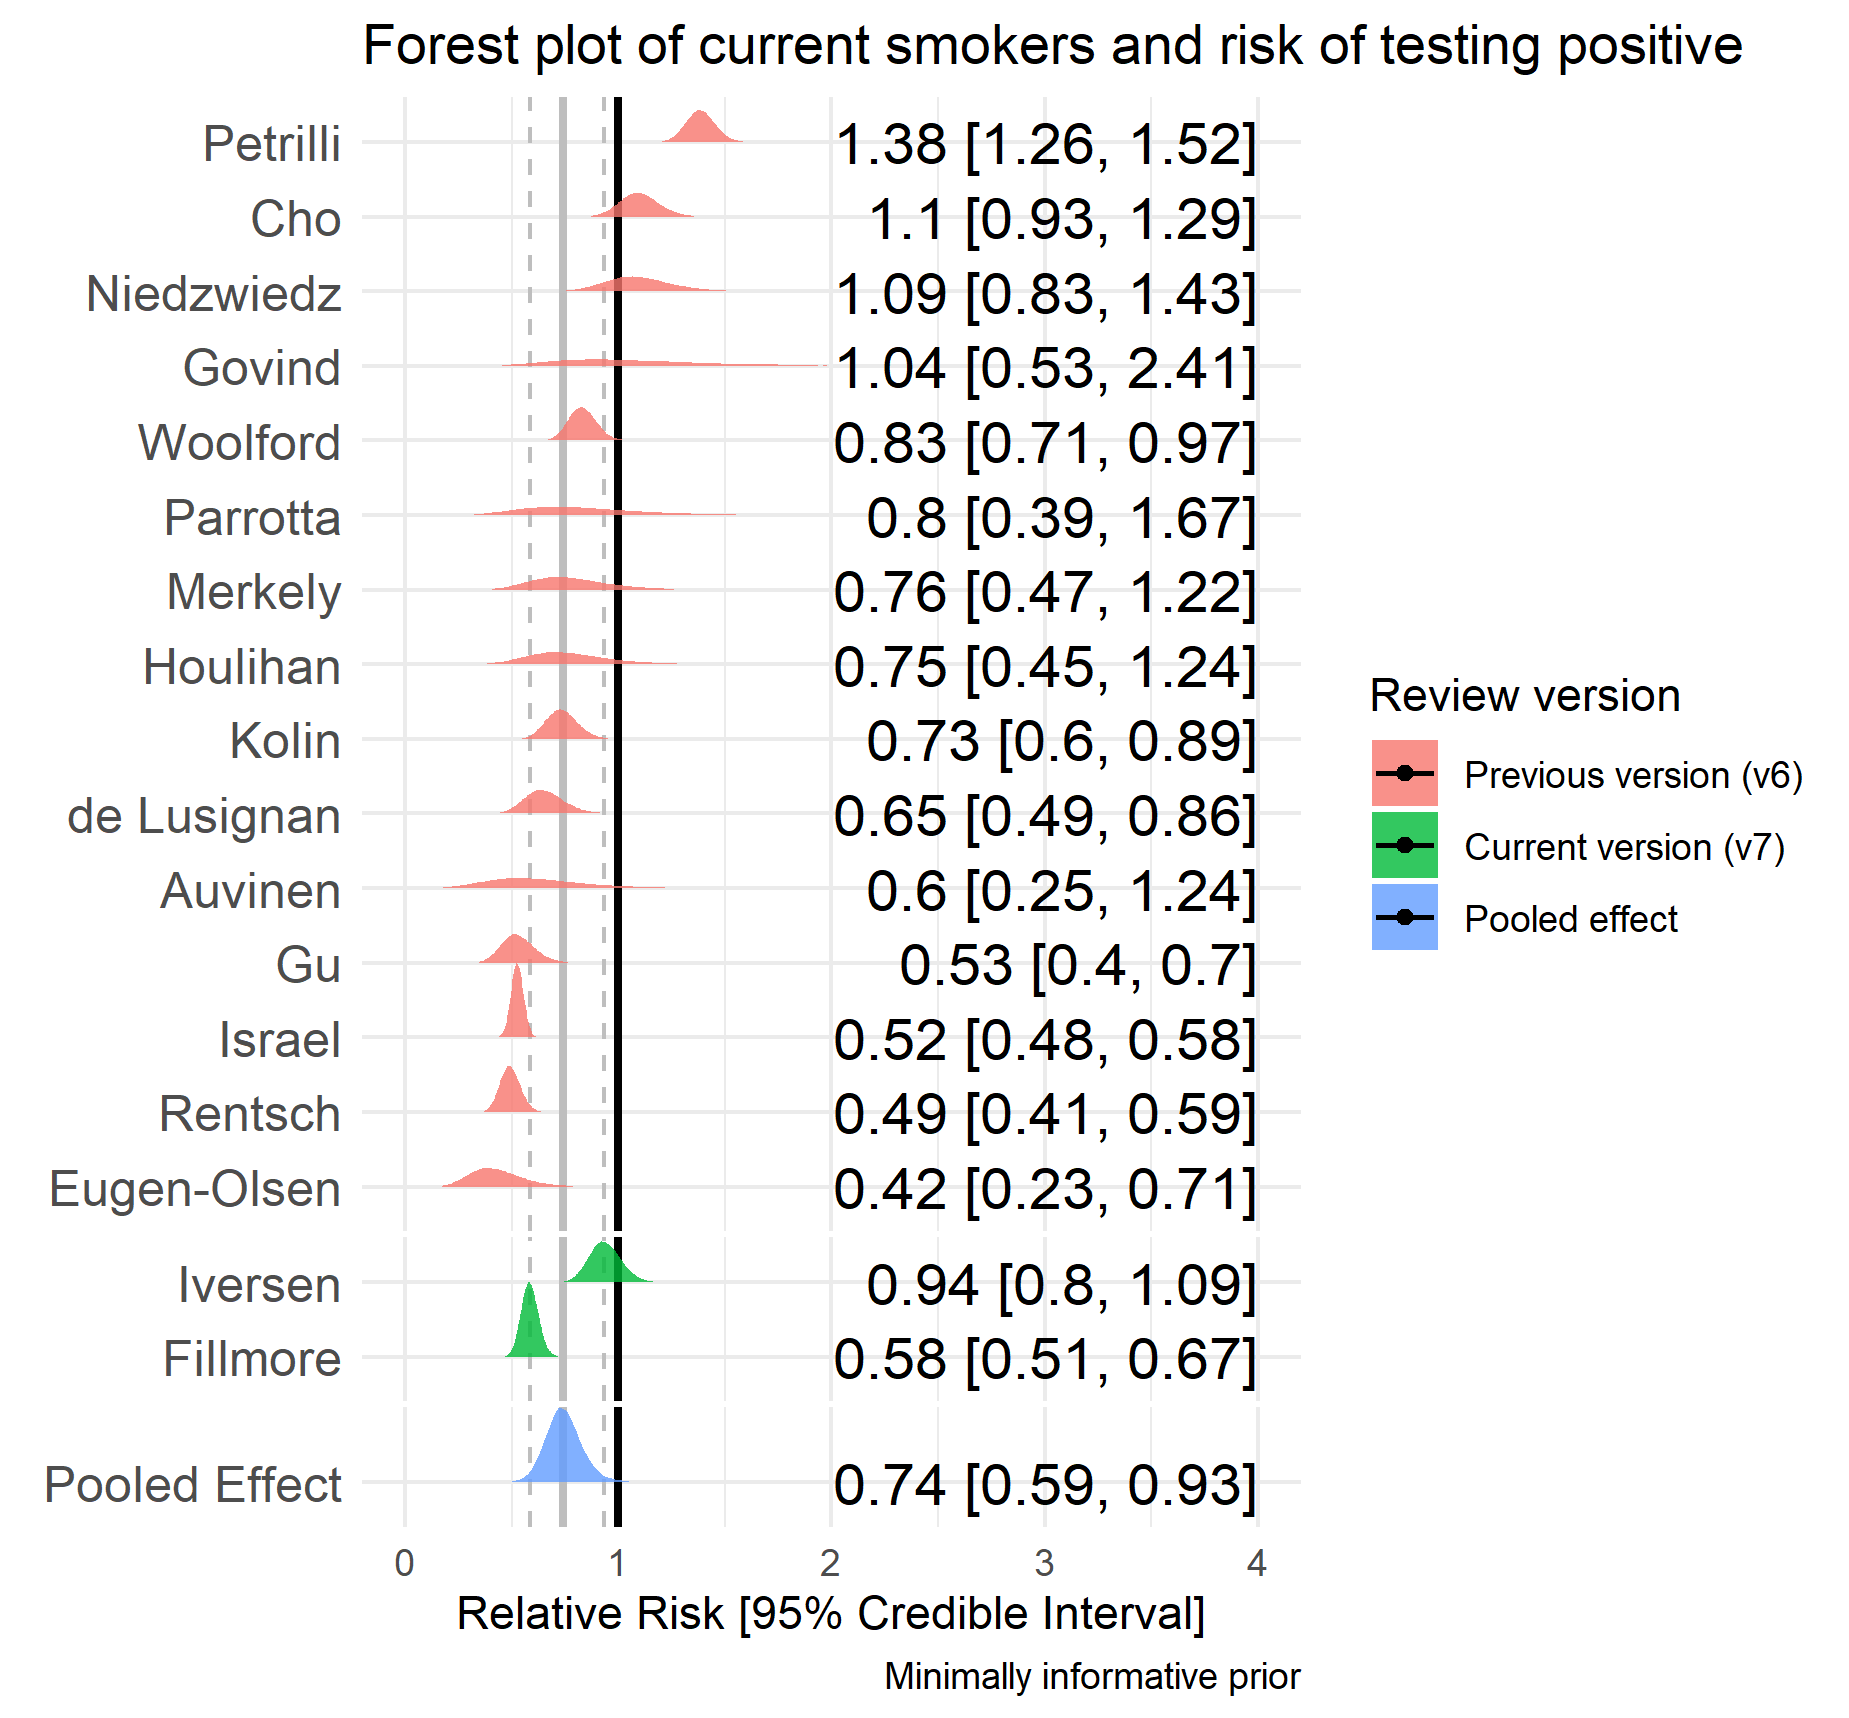 Forest plot of current smokers and risk of testing positive
Petrilli 1.38 [1.26, 1.52]
Cho 1.1 [0.93, 1.29]
Niedzwiedz 1.09 [0.83, 1.43]
Govind 1.04 [0.53, 2.41]
Woolford 0.83 [0.71, 0.97]
Parrotta 0.8 [0.39, 1.67]
Merkely 0.76 [0.47, 1.22]
Houlihan 0.75 [0.45, 1.24]
Kolin 0.73 [0.6, 0.89]
de Lusignan 0.65 [0.49, 0.86]
Auvinen 0.6 [0.25, 1.24]
Gu 0.53 [0.4, 0.7]
Israel 0.52 [0.48, 0.58]
Rentsch 0.49 [0.41, 0.59]
Eugen-Olsen 0.42 [0.23, 0.71]
Iversen 0.94 [0.8, 1.09]
Fillmore 0.58 [0.51, 0.67]
Pooled Effect 0.74 [0.59, 0.93]
0 1 2 3 4
Relative Risk [95% Credible Interval]
Minimally informative prior
Review version
Previous version (v6)
Current version (v7)
Pooled effect